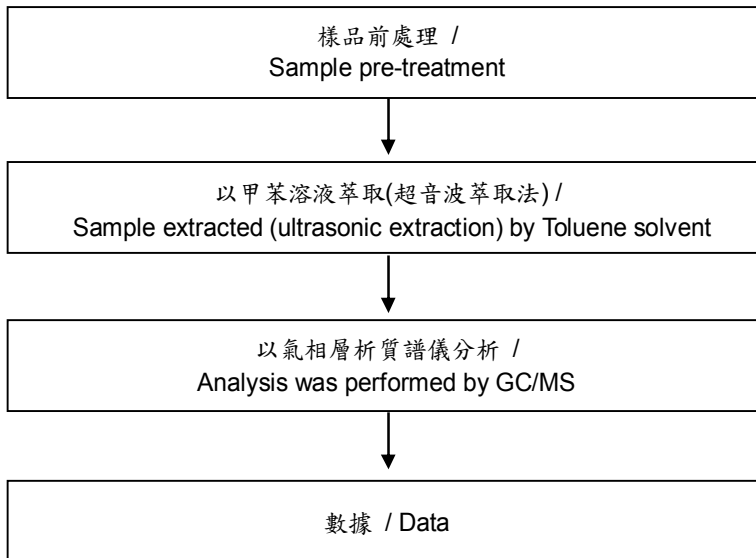 樣品前處理 /
Sample pre-treatment
以甲苯溶液萃取(超音波萃取法) /
Sample extracted (ultrasonic extraction) by Toluene solvent
以氣相層析質譜儀分析 /
Analysis was performed by GC/MS
數據 / Data